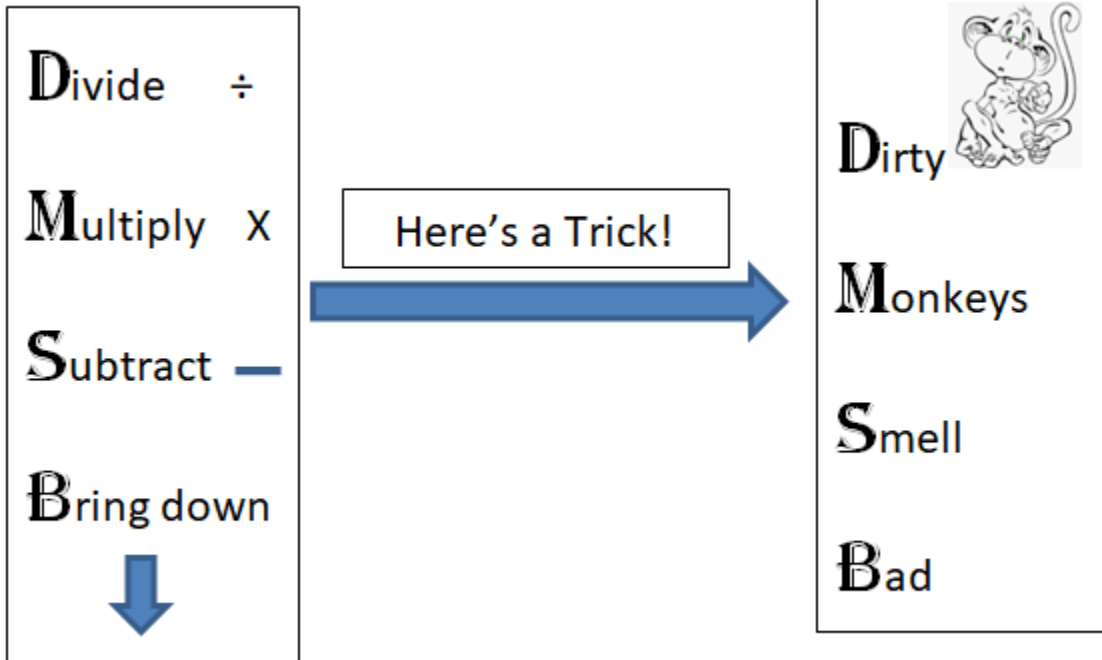 Divide ÷
Multiply X
Subtract —
Bring down
Here's a Trick!
Dirty
Monkeys
Smell
Bad